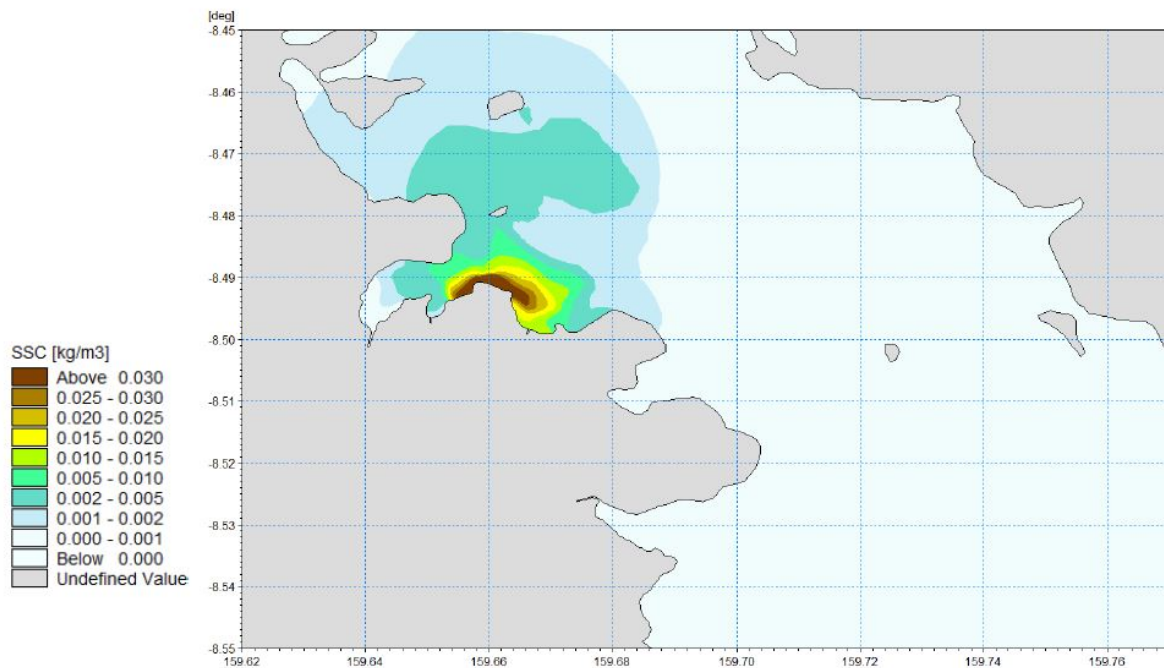 [deg]
-8.45
-8.46
-8.47
-8.48
-8.49
-8.50
-8.51
-8.52
-8.53
-8.54
-8.55
159.62 159.64 159.66 159.68 159.70 159.72 159.74 159.76
SSC [kg/m3]
Above 0.030
0.025 - 0.030
0.020 - 0.025
0.015 - 0.020
0.010 - 0.015
0.005 - 0.010
0.002 - 0.005
0.001 - 0.002
0.000 - 0.001
Below 0.000
Undefined Value